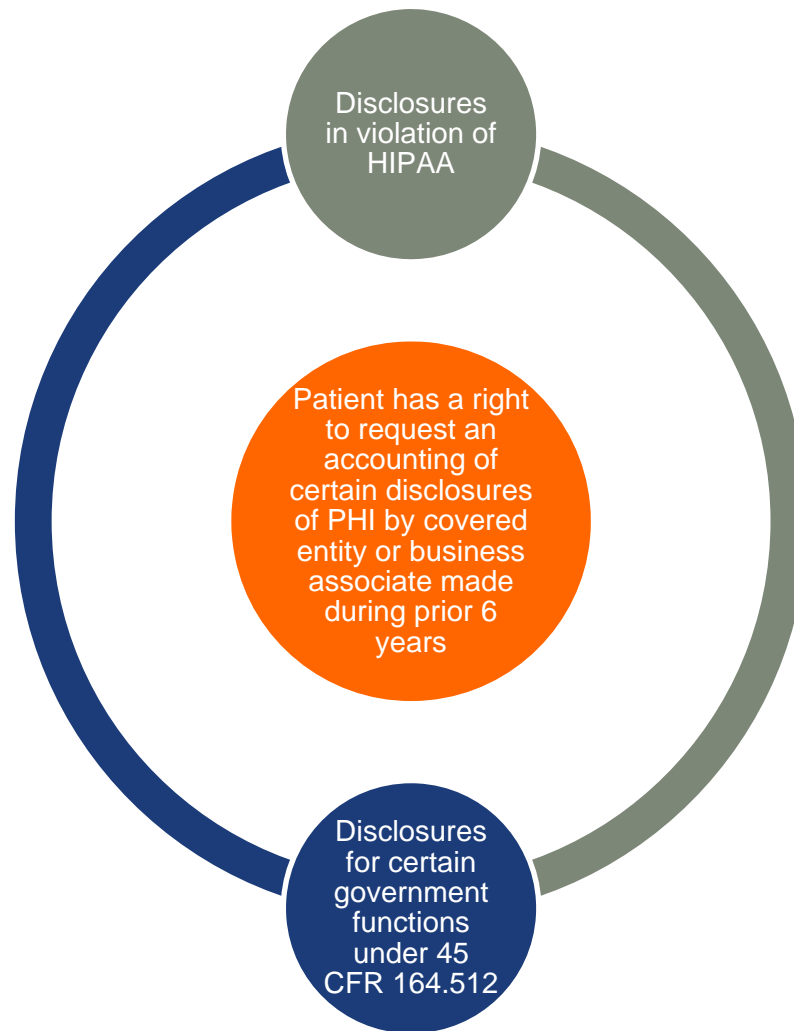 Disclosures
in violation of
HIPAA
Patient has a right
to request an
accounting of
certain disclosures
of PHI by covered
entity or business
associate made
during prior 6
years
Disclosures
for certain
government
functions
under 45
CFR 164.512